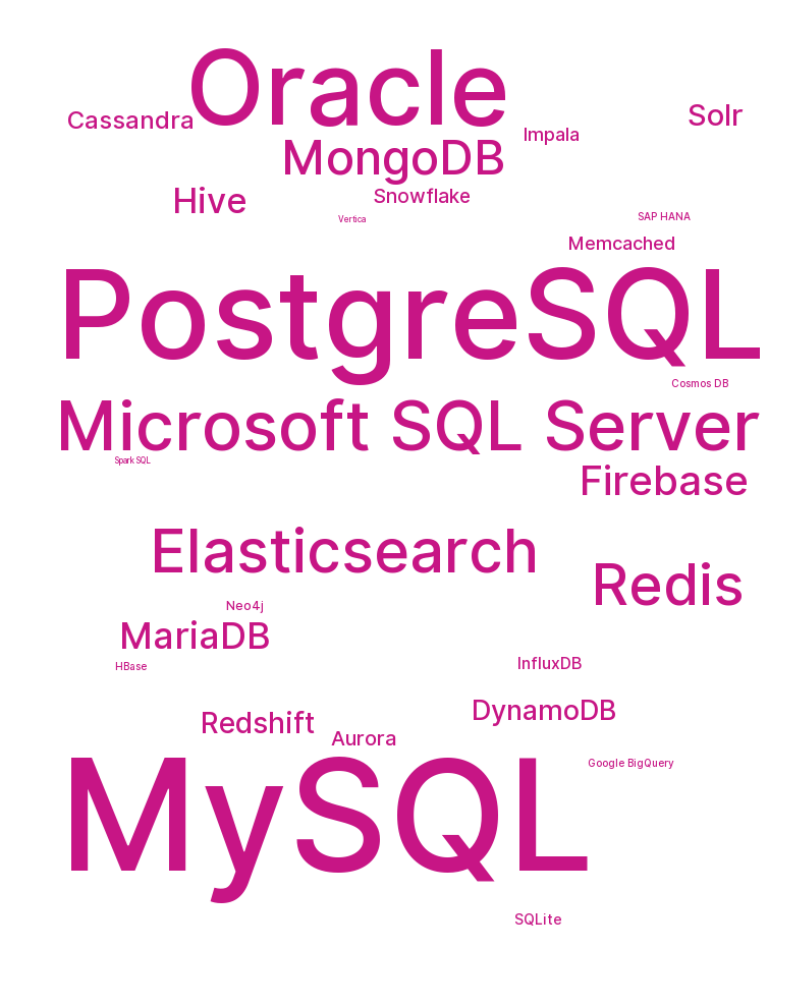 Oracle
Cassandra
Solr
Impala
MongoDB
Snowflake
Hive
Vertica
SAP HANA
Memcached
PostgreSQL
Cosmos DB
Microsoft SQL Server
Spark SQL
Firebase
Elasticsearch
Redis
Neo4j
MariaDB
HBase
InfluxDB
DynamoDB
Redshift
Aurora
Google BigQuery
MySQL
SQLite